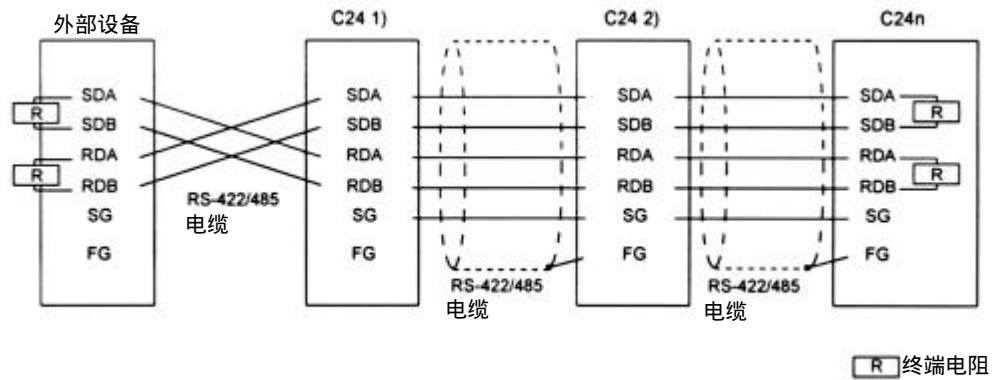 外部设备
C24 1)
C24 2)
C24n
SDA
SDB
RDA
RDB
FG
R
R
RS-422/485
电缆
SDA
SDB
RDA
RDB
SG
FG
RS-422/485
电缆
SDA
SDB
RDA
RDB
SG
FG
RS-422/485
电缆
SDA
SDB
RDA
RDB
SG
FG
R
R
R 终端电阻